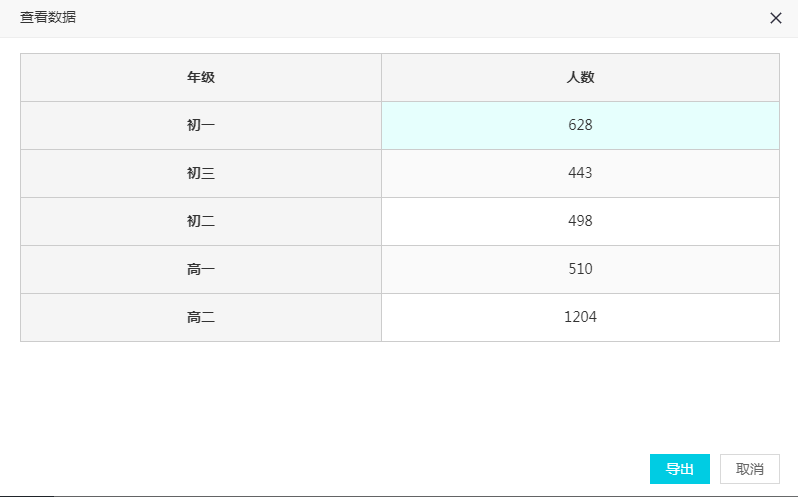 查看数据
年级 人数
初一 628
初三 443
初二 498
高一 510
高二 1204
导出 取消